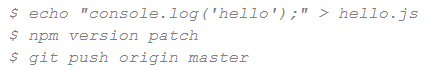 $ echo "console.log('hello');" > hello.js
$ npm version patch
$ git push origin master